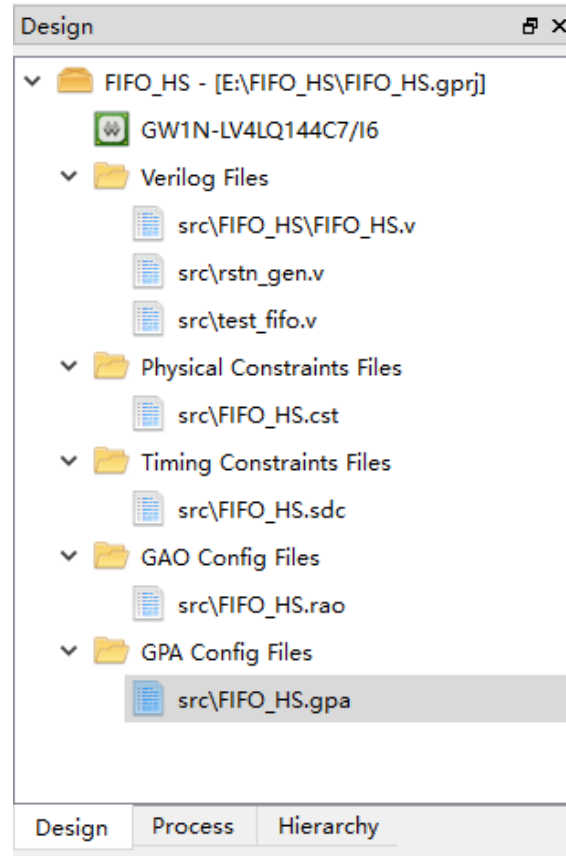 Design
FIFO_HS - [E:\FIFO_HS\FIFO_HS.gprj]
GW1N-LV4LQ144C7/I6
Verilog Files
src\FIFO_HS\FIFO_HS.v
src\rstn_gen.v
src\test_fifo.v
Physical Constraints Files
src\FIFO_HS.cst
Timing Constraints Files
src\FIFO_HS.sdc
GAO Config Files
src\FIFO_HS.rao
GPA Config Files
src\FIFO_HS.gpa
Design Process Hierarchy